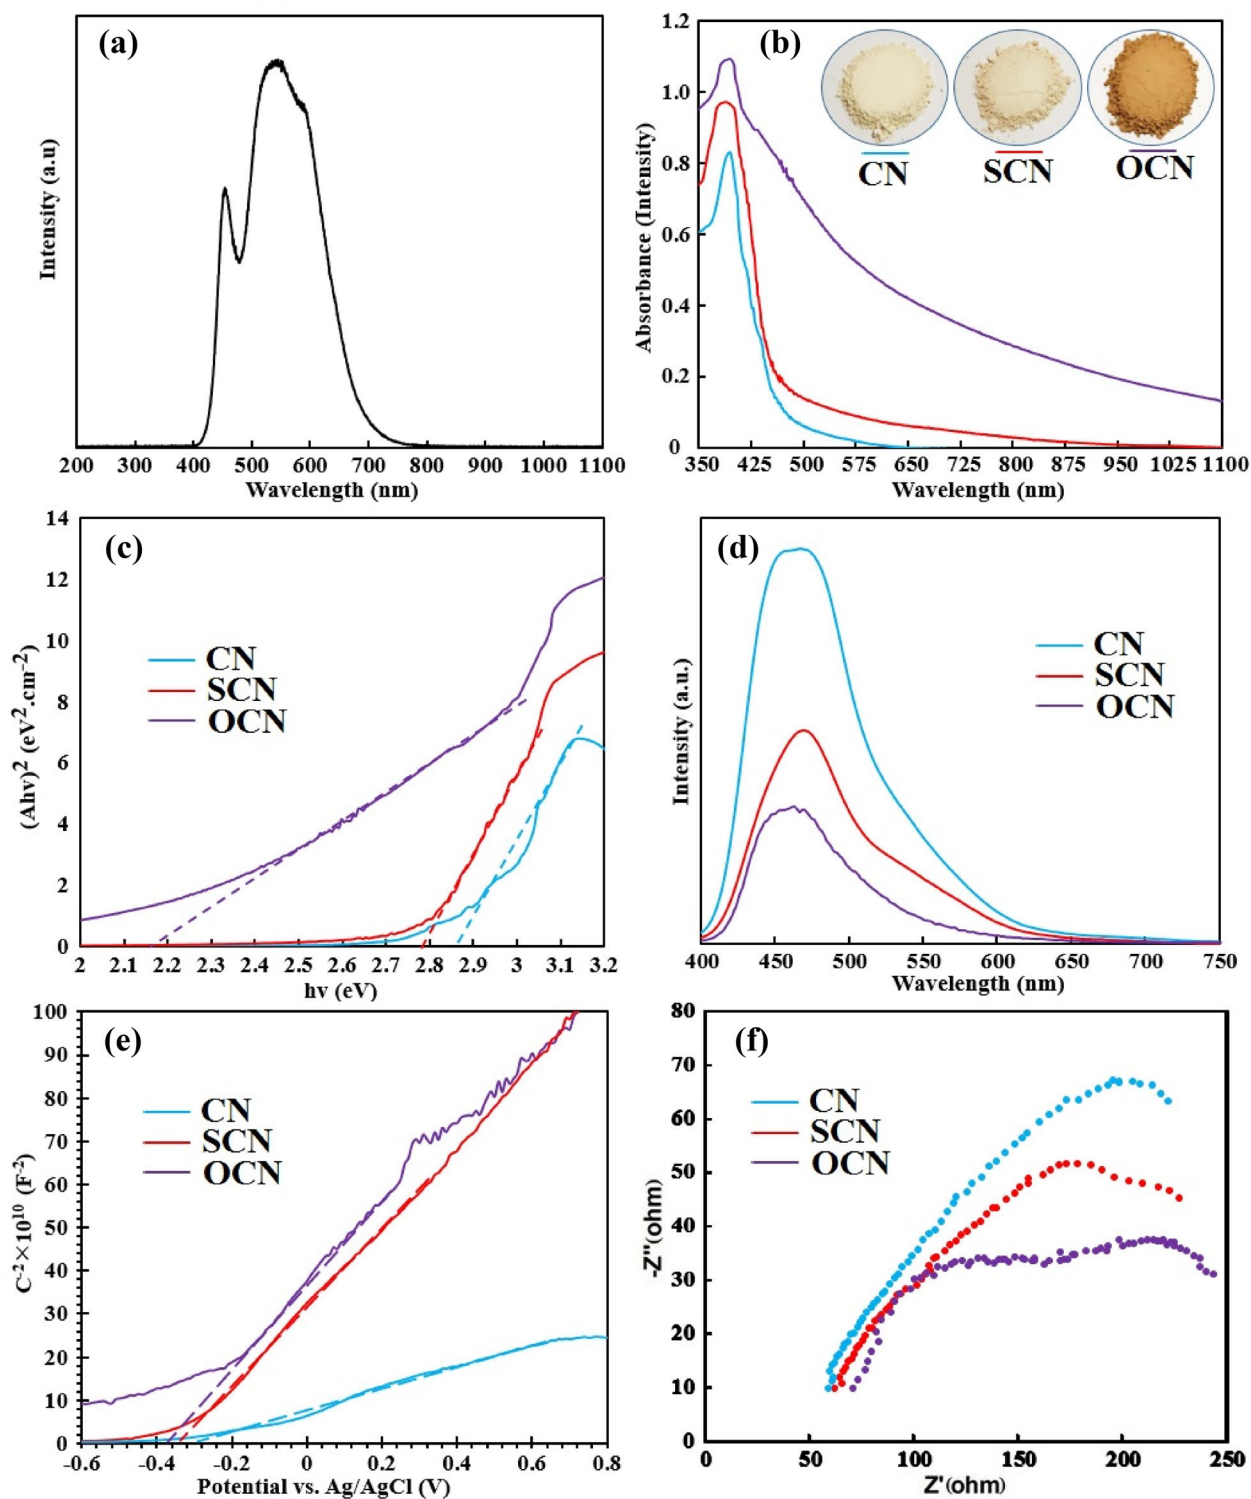 (a)
Intensity (a.u)
200 300 400 500 600 700 800 900 1000 1100
Wavelength (nm)
(b)
CN
SCN
OCN
Absorbance (Intensity)
1.2
1.0
0.8
0.6
0.4
0.2
0
350 425 500 575 650 725 800 875 950 1025 1100
Wavelength (nm)
(c)
CN
SCN
OCN
(Ahν)² (eV².cm⁻²)
14
12
10
8
6
4
2
0
2 2.1 2.2 2.3 2.4 2.5 2.6 2.7 2.8 2.9 3 3.1 3.2
hν (eV)
(d)
CN
SCN
OCN
Intensity (a.u.)
400 450 500 550 600 650 700 750
Wavelength (nm)
(e)
CN
SCN
OCN
C⁻²×10¹⁰ (F⁻²)
100
90
80
70
60
50
40
30
20
10
0
-0.6 -0.4 -0.2 0 0.2 0.4 0.6 0.8
Potential vs. Ag/AgCl (V)
(f)
CN
SCN
OCN
-Z''(ohm)
80
70
60
50
40
30
20
10
0
0 50 100 150 200 250
Z'(ohm)